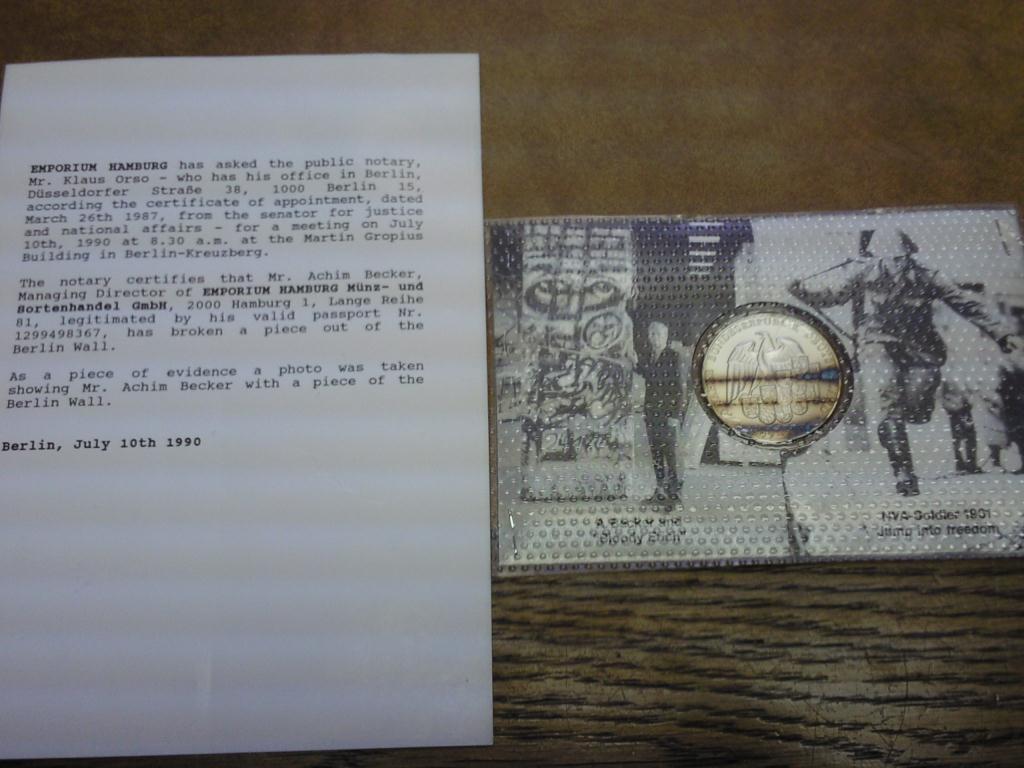 EMPORIUM HAMBURG has asked the public notary,
Mr. Klaus Orso - who has his office in Berlin,
Düsseldorfer Straße 38, 1000 Berlin 15,
according the certificate of appointment, dated
March 26th 1987, from the senator for justice
and national affairs - for a meeting on July
10th, 1990 at 8.30 a.m. at the Martin Gropius
Building in Berlin-Kreuzberg.
The notary certifies that Mr. Achim Becker,
Managing Director of EMPORIUM HAMBURG Münz- und
Sortenhandel GmbH, 2000 Hamburg 1, Lange Reihe
81, legitimated by his valid passport Nr.
1299498367, has broken a piece out of the
Berlin Wall.
As a piece of evidence a photo was taken
showing Mr. Achim Becker with a piece of the
Berlin Wall.
Berlin, July 10th 1990
NVA-Soldier 1961
Jump into freedom